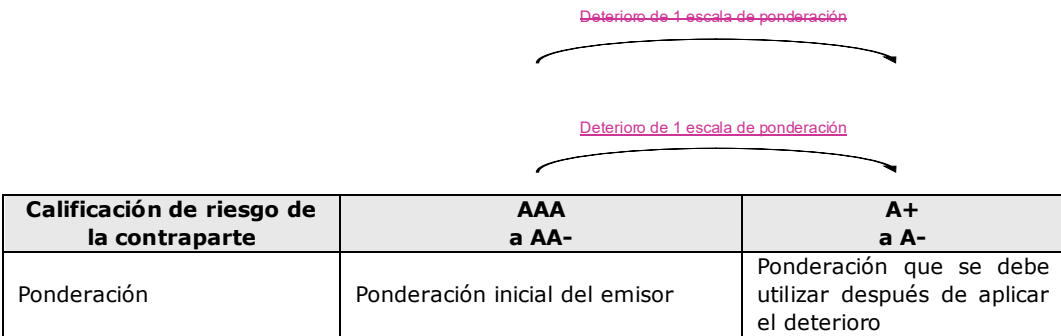 Deterioro de 1 escala de ponderación
Deterioro de 1 escala de ponderación
Calificación de riesgo de
la contraparte
AAA
a AA-
A+
a A-
Ponderación
Ponderación inicial del emisor
Ponderación que se debe
utilizar después de aplicar
el deterioro